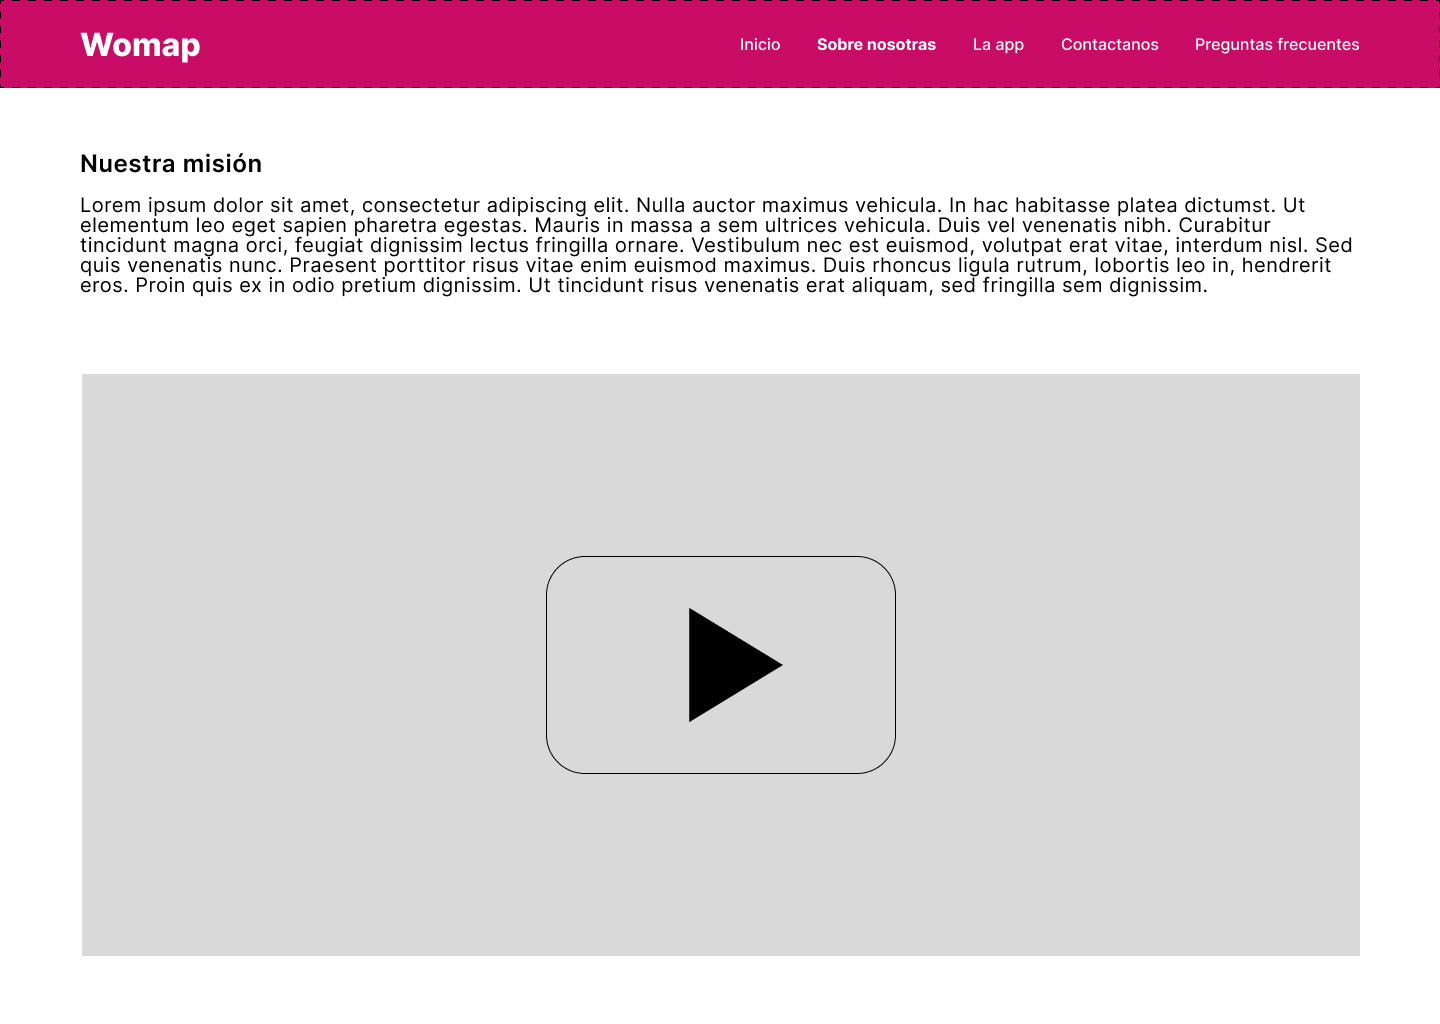 Womap
Inicio
Sobre nosotras
La app
Contactanos
Preguntas frecuentes
Nuestra misión
Lorem ipsum dolor sit amet, consectetur adipiscing elit. Nulla auctor maximus vehicula. In hac habitasse platea dictumst. Ut
elementum leo eget sapien pharetra egestas. Mauris in massa a sem ultrices vehicula. Duis vel venenatis nibh. Curabitur
tincidunt magna orci, feugiat dignissim lectus fringilla ornare. Vestibulum nec est euismod, volutpat erat vitae, interdum nisl. Sed
quis venenatis nunc. Praesent porttitor risus vitae enim euismod maximus. Duis rhoncus ligula rutrum, lobortis leo in, hendrerit
eros. Proin quis ex in odio pretium dignissim. Ut tincidunt risus venenatis erat aliquam, sed fringilla sem dignissim.